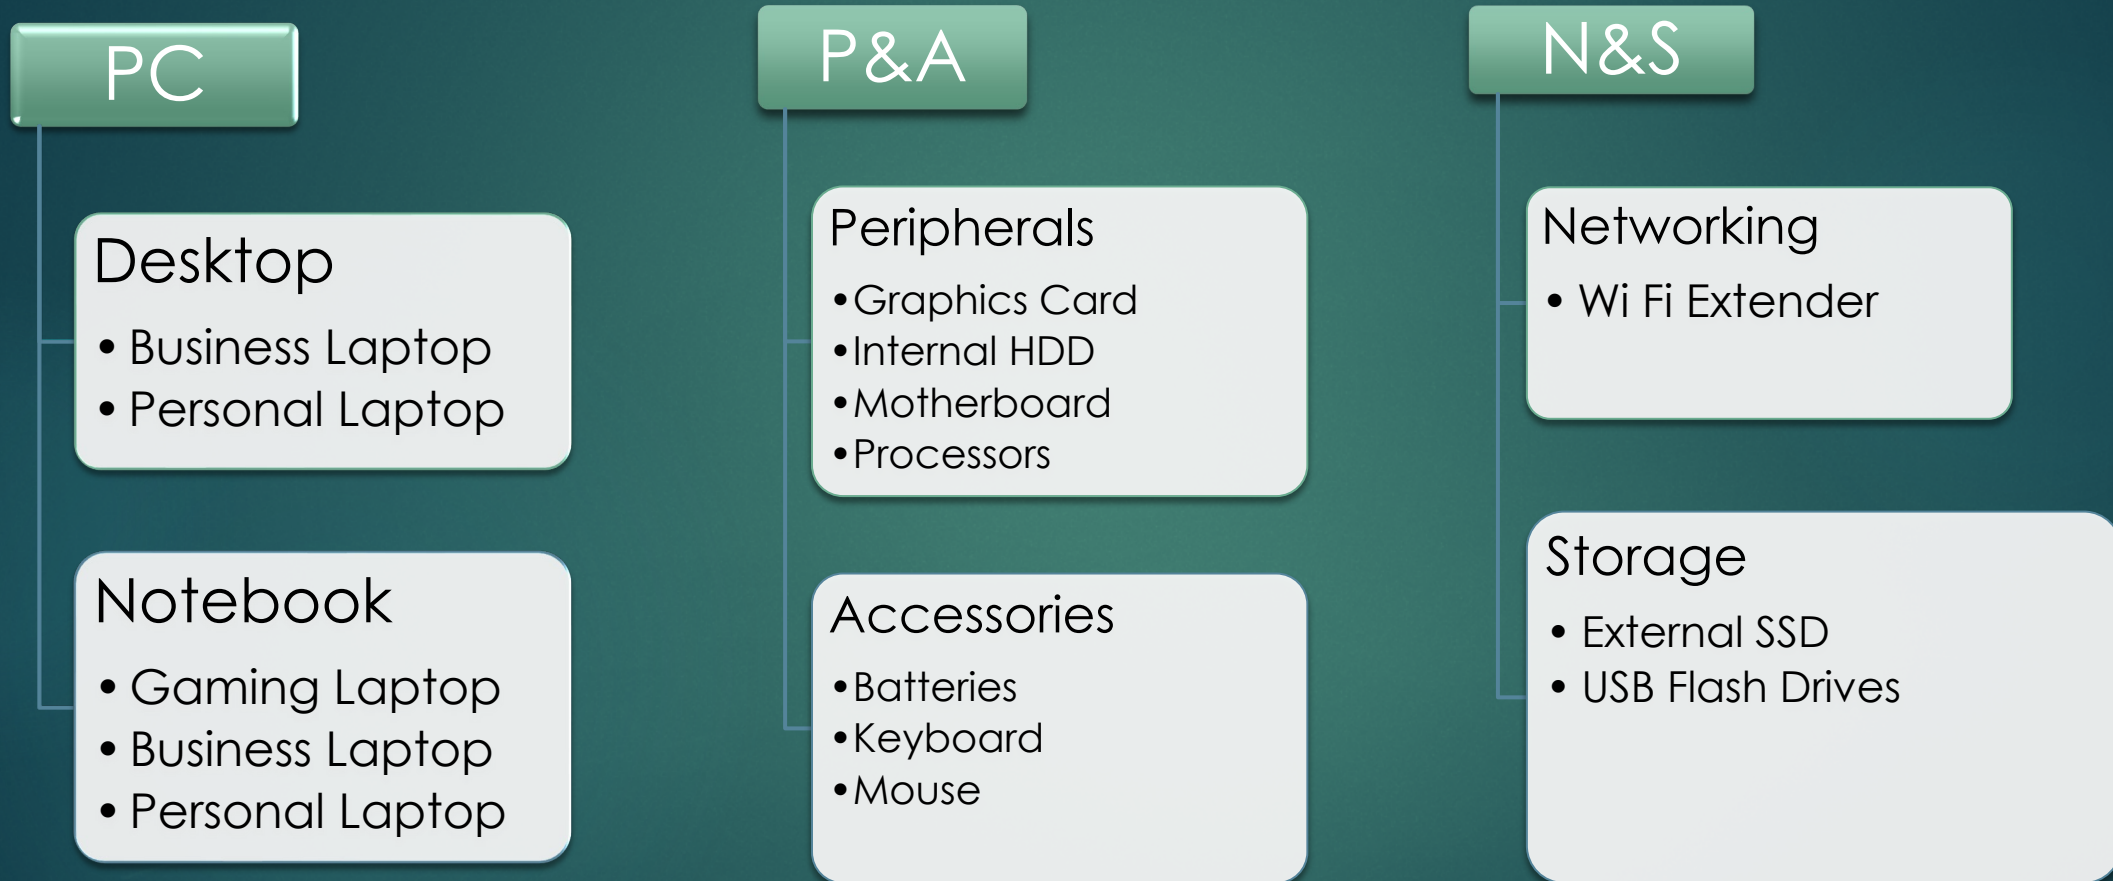 PC
Desktop
• Business Laptop
• Personal Laptop
Notebook
• Gaming Laptop
• Business Laptop
• Personal Laptop
P&A
Peripherals
•Graphics Card
•Internal HDD
•Motherboard
•Processors
Accessories
•Batteries
•Keyboard
•Mouse
N&S
Networking
• Wi Fi Extender
Storage
• External SSD
• USB Flash Drives